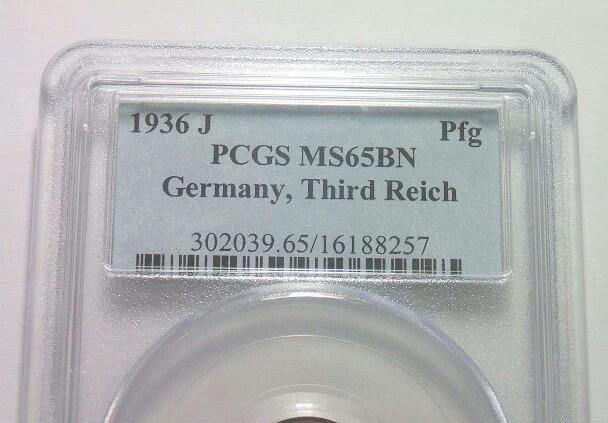 1936 J Pfg
PCGS MS65BN
Germany, Third Reich
302039.65/16188257